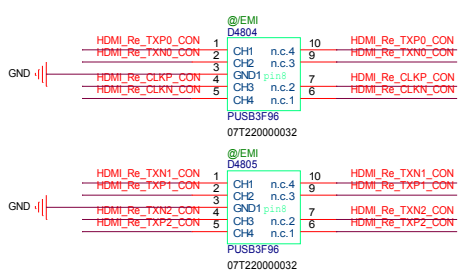 @/EMI
D4804
HDMI_Re_TXP0_CON 1 CH1 n.c.4 10 HDMI_Re_TXP0_CON
HDMI_Re_TXN0_CON 2 CH2 n.c.3 9 HDMI_Re_TXN0_CON
GND 3 GND1 pin8
HDMI_Re_CLKP_CON 4 CH3 n.c.2 7 HDMI_Re_CLKP_CON
HDMI_Re_CLKN_CON 5 CH4 n.c.1 6 HDMI_Re_CLKN_CON
PUSB3F96
07T220000032
@/EMI
D4805
HDMI_Re_TXN1_CON 1 CH1 n.c.4 10 HDMI_Re_TXN1_CON
HDMI_Re_TXP1_CON 2 CH2 n.c.3 9 HDMI_Re_TXP1_CON
GND 3 GND1 pin8
HDMI_Re_TXN2_CON 4 CH3 n.c.2 7 HDMI_Re_TXN2_CON
HDMI_Re_TXP2_CON 5 CH4 n.c.1 6 HDMI_Re_TXP2_CON
PUSB3F96
07T220000032